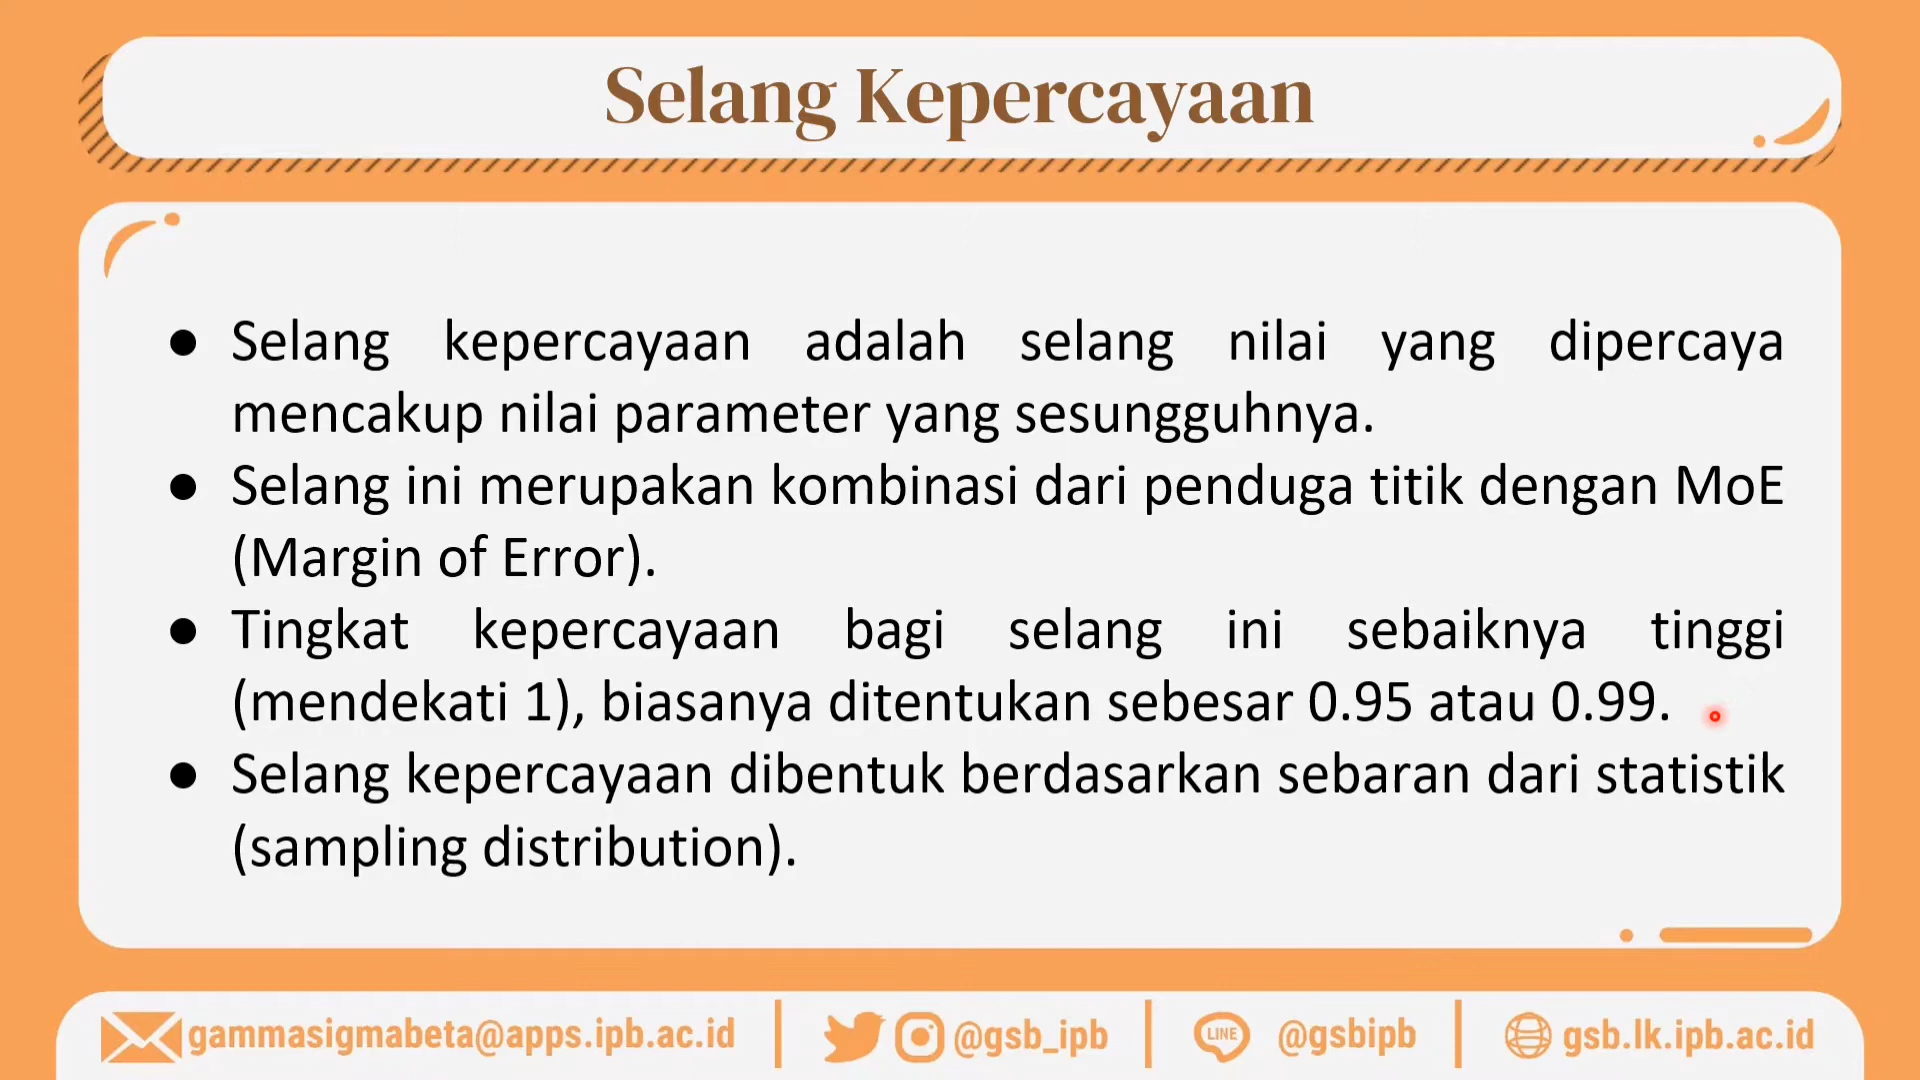 Selang Kepercayaan
● Selang kepercayaan adalah selang nilai yang dipercaya
mencakup nilai parameter yang sesungguhnya.
● Selang ini merupakan kombinasi dari penduga titik dengan MoE
(Margin of Error).
● Tingkat kepercayaan bagi selang ini sebaiknya tinggi
(mendekati 1), biasanya ditentukan sebesar 0.95 atau 0.99.
● Selang kepercayaan dibentuk berdasarkan sebaran dari statistik
(sampling distribution).
gammasigmabeta@apps.ipb.ac.id | @gsb_ipb | LINE @gsbipb | gsb.lk.ipb.ac.id